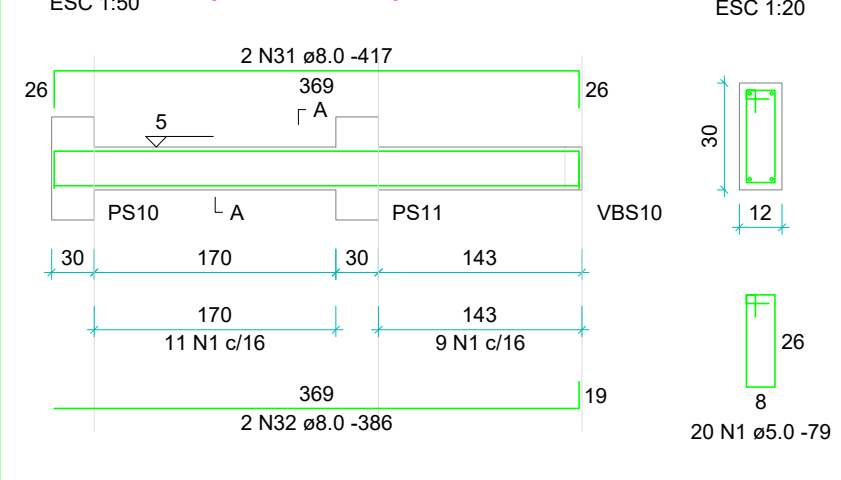 ESC 1:50
ESC 1:20
2 N31 ø8.0 -417
26
369
26
A
5
30
PS10
A
PS11
VBS10
12
30
170
30
143
170
143
11 N1 c/16
9 N1 c/16
26
369
19
8
2 N32 ø8.0 -386
20 N1 ø5.0 -79